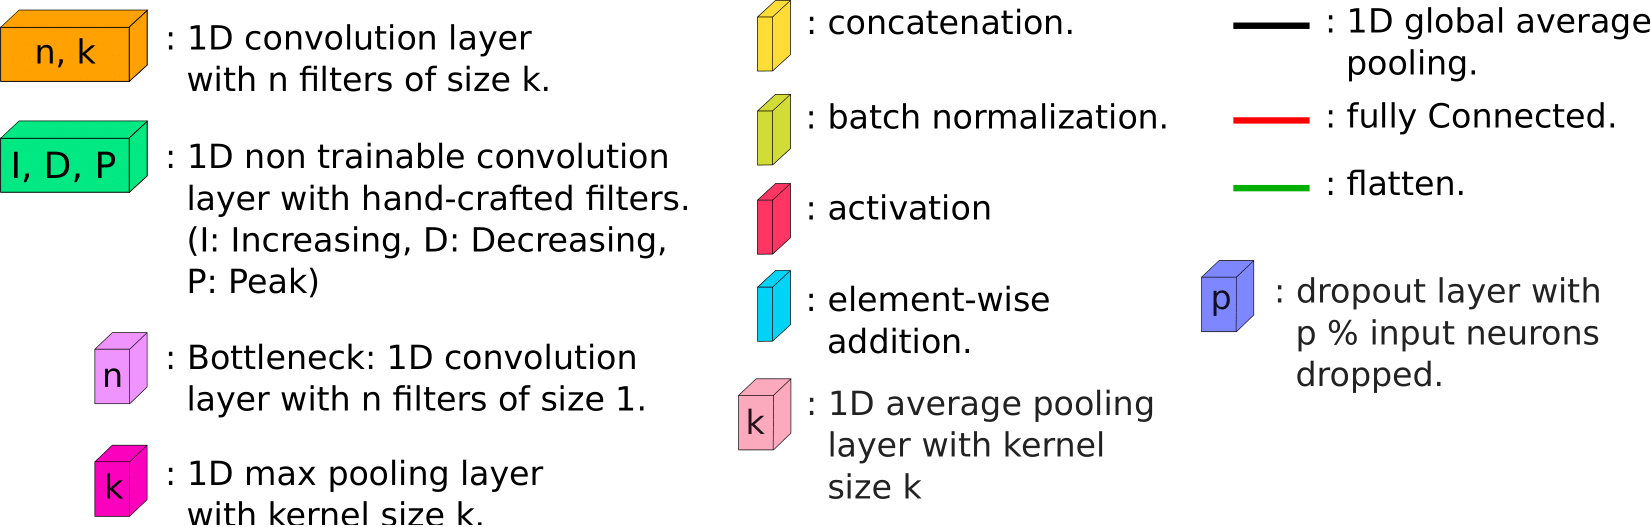 n, k
: 1D convolution layer
with n filters of size k.
I, D, P
: 1D non trainable convolution
layer with hand-crafted filters.
(I: Increasing, D: Decreasing,
P: Peak)
n
: Bottleneck: 1D convolution
layer with n filters of size 1.
k
: 1D max pooling layer
with kernel size k.
: concatenation.
: batch normalization.
: activation
: element-wise
addition.
k
: 1D average pooling
layer with kernel
size k
: 1D global average
pooling.
: fully Connected.
: flatten.
p
: dropout layer with
p % input neurons
dropped.